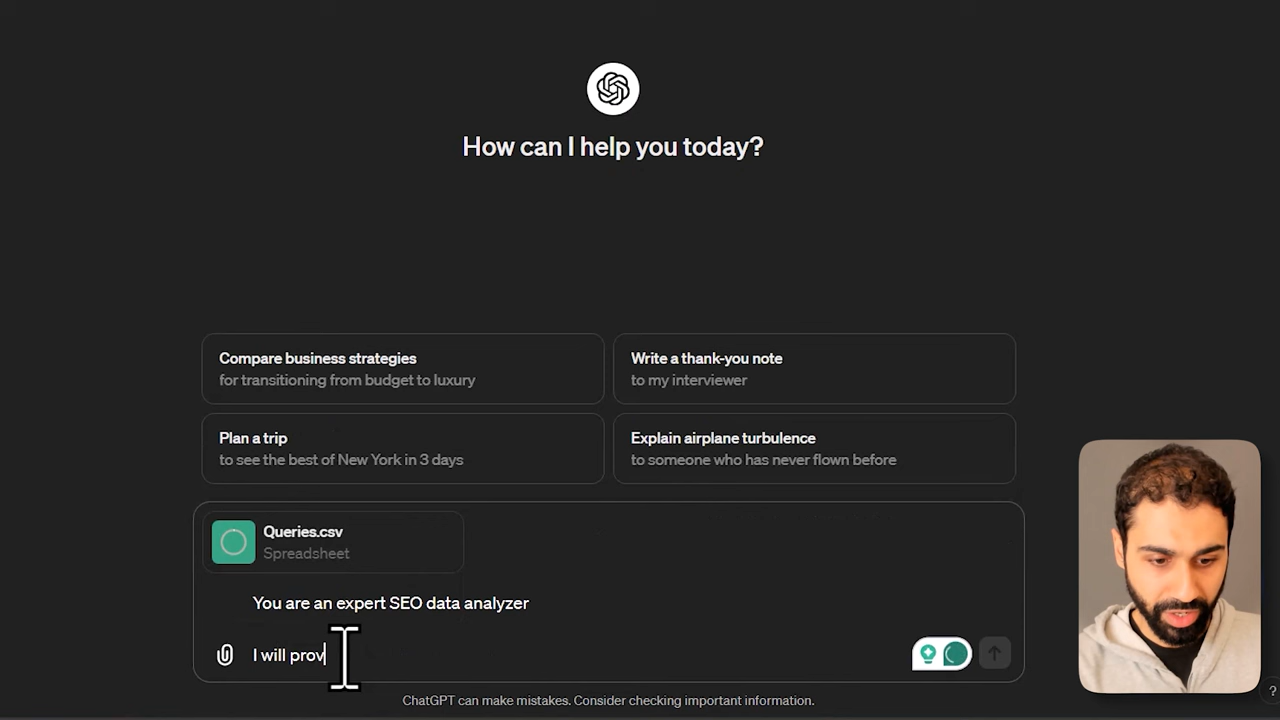 How can I help you today?
Compare business strategies
for transitioning from budget to luxury
Write a thank-you note
to my interviewer
Plan a trip
to see the best of New York in 3 days
Explain airplane turbulence
to someone who has never flown before
Queries.csv
Spreadsheet
You are an expert SEO data analyzer
I will prov
ChatGPT can make mistakes. Consider checking important information.
?